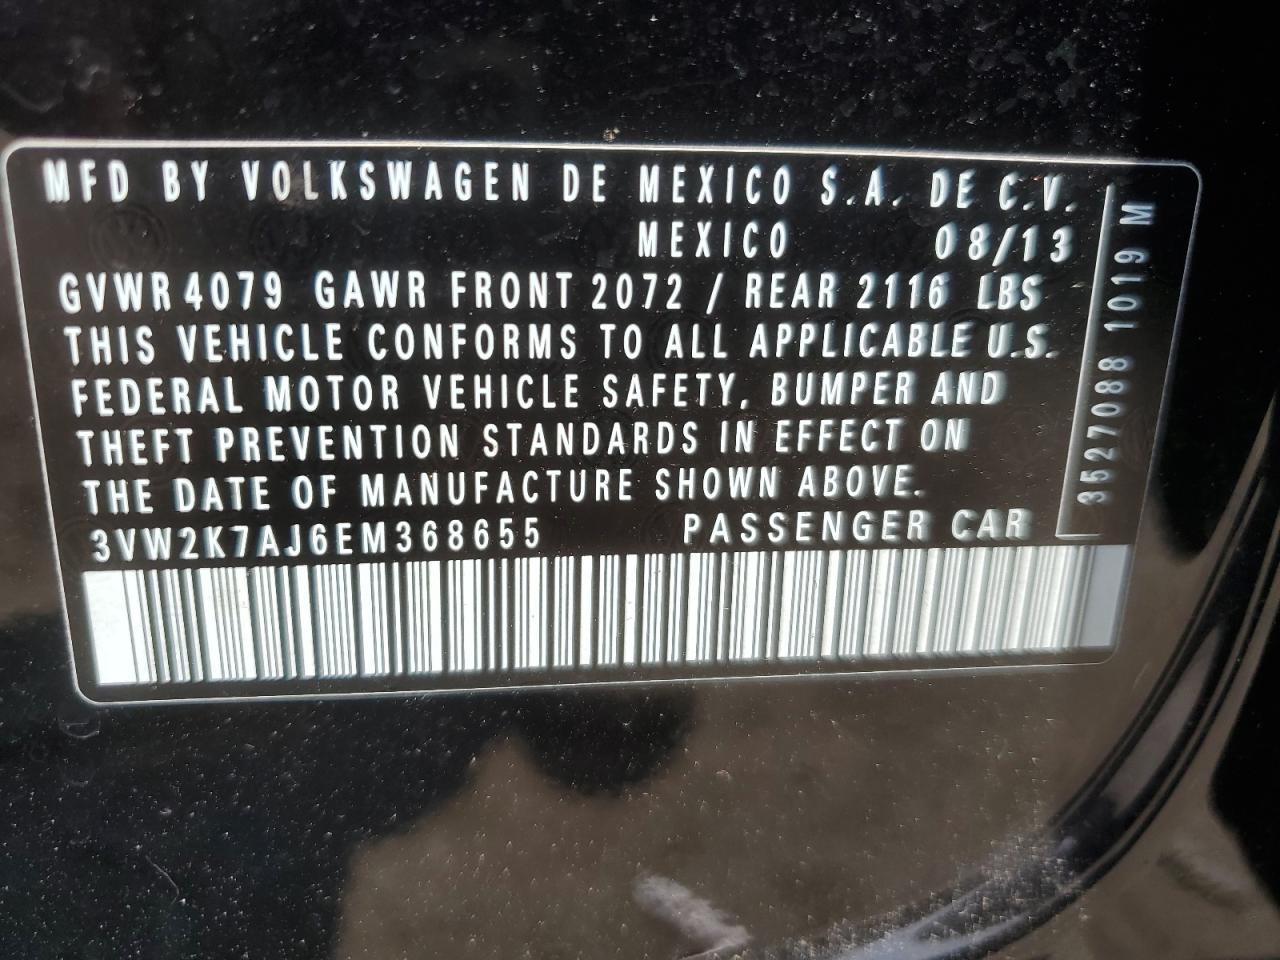 MFD BY VOLKSWAGEN DE MEXICO S.A. DE C.V.
MEXICO 08/13
GVWR 4079 GAWR FRONT 2072 / REAR 2116 LBS
THIS VEHICLE CONFORMS TO ALL APPLICABLE U.S.
FEDERAL MOTOR VEHICLE SAFETY, BUMPER AND
THEFT PREVENTION STANDARDS IN EFFECT ON
THE DATE OF MANUFACTURE SHOWN ABOVE.
3VW2K7AJ6EM368655 PASSENGER CAR
3527088 1019 M